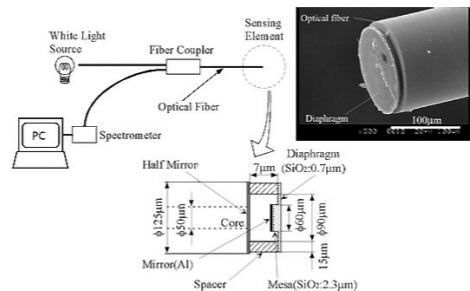 White Light
Source
Fiber Coupler
Sensing
Element
Optical Fiber
PC
Spectrometer
Optical fiber
Diaphragm
100μm
Half Mirror
7μm
Diaphragm
(SiO₂:0.7μm)
ϕ125μm
ϕ50μm
Core
ϕ60μm
ϕ90μm
15μm
Mirror(Al)
Spacer
Mesa(SiO₂:2.3μm)